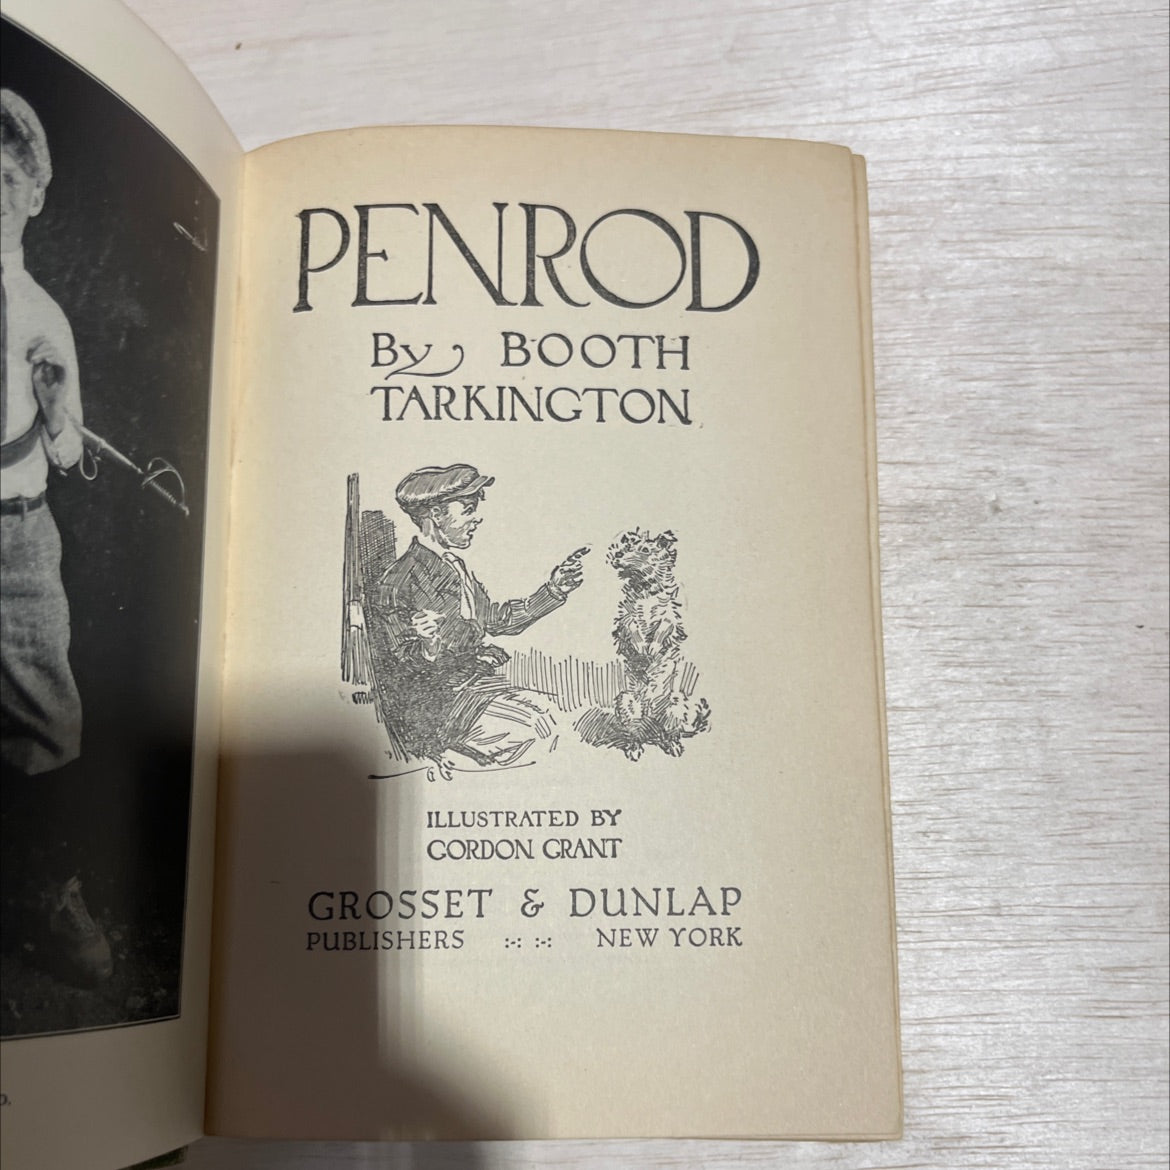 PENROD
By BOOTH
TARKINGTON
ILLUSTRATED BY
GORDON GRANT
GROSSET & DUNLAP
PUBLISHERS :-: :-: NEW YORK